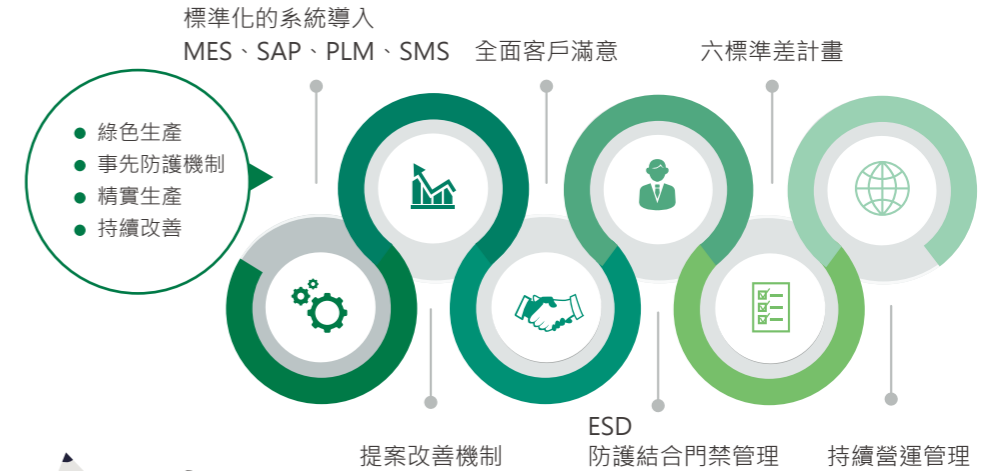 標準化的系統導入
MES、SAP、PLM、SMS
全面客戶滿意
六標準差計畫
綠色生產
事先防護機制
精實生產
持續改善
提案改善機制
ESD
防護結合門禁管理
持續營運管理